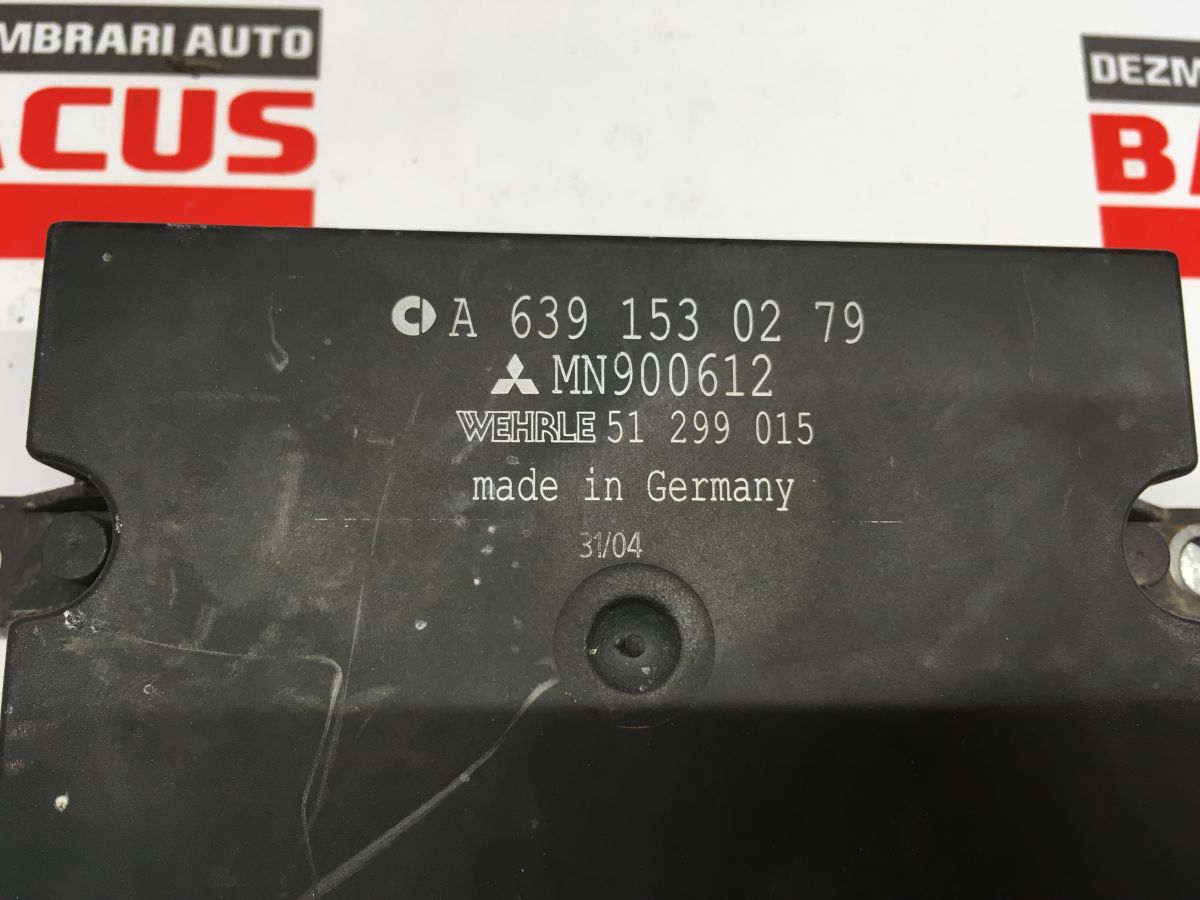 MBRARI AUTO
ACUS
DEZM
BA
A 639 153 02 79
MN900612
WEHRLE 51 299 015
made in Germany
31/04